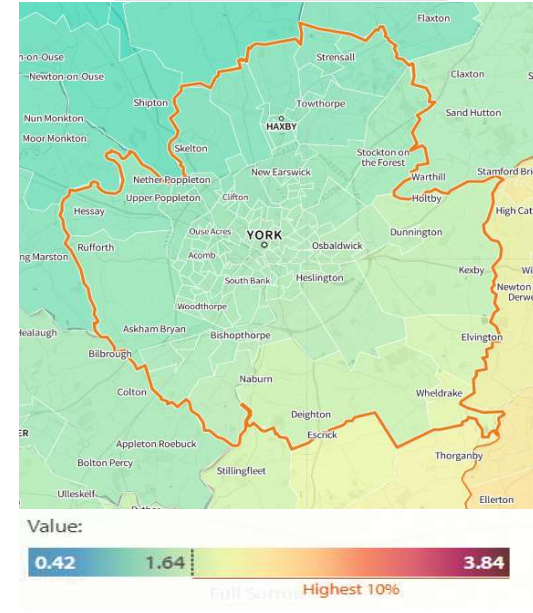 Flaxton
Strensall
n-on-Ouse
Claxton
Newton-on-Ouse
Shipton
Towthorpe
Sand Hutton
Nun Monkton
HAXBY
Moor Monkton
Skelton
Stockton on
the Forest
New Earswick
Stamford Bri
Nether Poppleton
Warthill
Upper Poppleton
Clifton
Holtby
Hessay
High Cat
Ouse Acres
YORK
Dunnington
Rufforth
Osbaldwick
Acomb
ng Marston
Kexby
Wi
South Bank
Heslington
Newton
Derwe
Woodthorpe
Askham Bryan
Bishopthorpe
Elvington
Healaugh
Bilbrough
Naburn
Colton
Wheldrake
Deighton
ER
Escrick
Appleton Roebuck
Thorganby
Bolton Percy
Stillingfleet
Ulleskelf
Ellerton
Value:
0.42
1.64
3.84
Highest 10%
Full Sutton